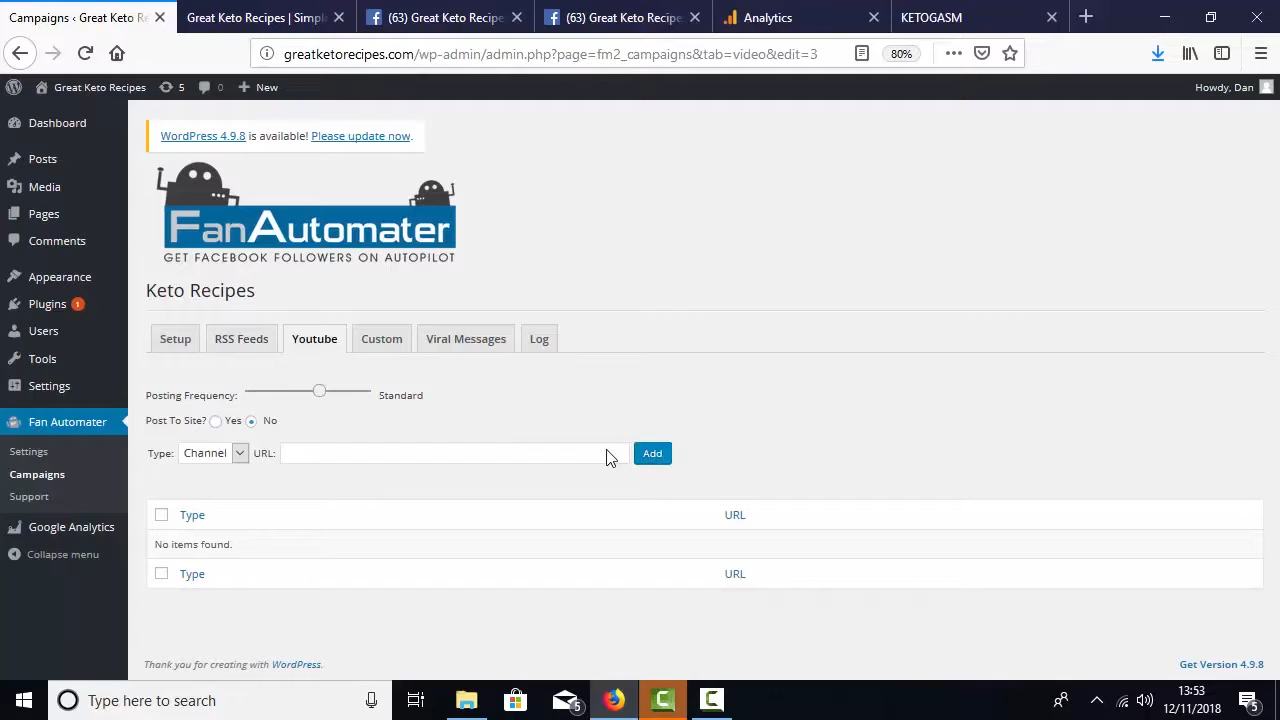 Campaigns ‹ Great Keto Re
Great Keto Recipes | Simpl
(63) Great Keto Recipe
(63) Great Keto Recipe
Analytics
KETOGASM
greatketorecipes.com/wp-admin/admin.php?page=fm2_campaigns&tab=video&edit=3
80%
Great Keto Recipes
5
0
New
Howdy, Dan
Dashboard
Posts
Media
Pages
Comments
Appearance
Plugins 1
Users
Tools
Settings
Fan Automater
Settings
Campaigns
Support
Google Analytics
Collapse menu
WordPress 4.9.8 is available! Please update now.
FanAutomater
GET FACEBOOK FOLLOWERS ON AUTOPILOT
Keto Recipes
Setup
RSS Feeds
Youtube
Custom
Viral Messages
Log
Posting Frequency: Standard
Post To Site? Yes No
Type: Channel URL: Add
Type URL
No items found.
Type URL
Thank you for creating with WordPress.
Get Version 4.9.8
Type here to search
5
13:53
12/11/2018
5